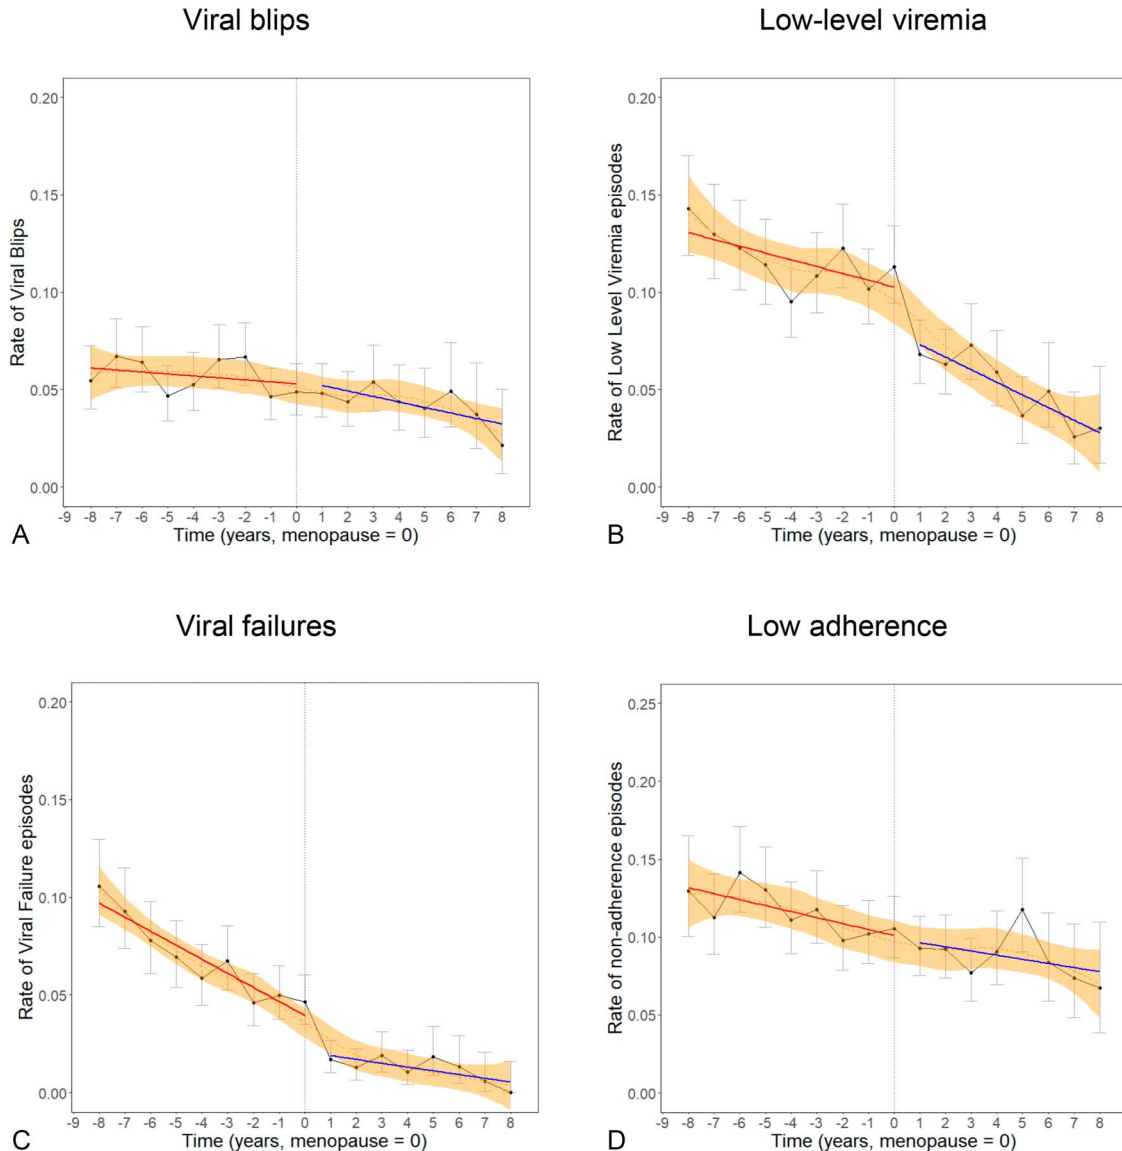 Viral blips
Low-level viremia
Rate of Viral Blips
0.20
0.15
0.10
0.05
0.00
-9 -8 -7 -6 -5 -4 -3 -2 -1 0 1 2 3 4 5 6 7 8
Time (years, menopause = 0)
A
Rate of Low Level Viremia episodes
0.20
0.15
0.10
0.05
0.00
-9 -8 -7 -6 -5 -4 -3 -2 -1 0 1 2 3 4 5 6 7 8
Time (years, menopause = 0)
B
Viral failures
Low adherence
Rate of Viral Failure episodes
0.20
0.15
0.10
0.05
0.00
-9 -8 -7 -6 -5 -4 -3 -2 -1 0 1 2 3 4 5 6 7 8
Time (years, menopause = 0)
C
Rate of non-adherence episodes
0.25
0.20
0.15
0.10
0.05
0.00
-9 -8 -7 -6 -5 -4 -3 -2 -1 0 1 2 3 4 5 6 7 8
Time (years, menopause = 0)
D